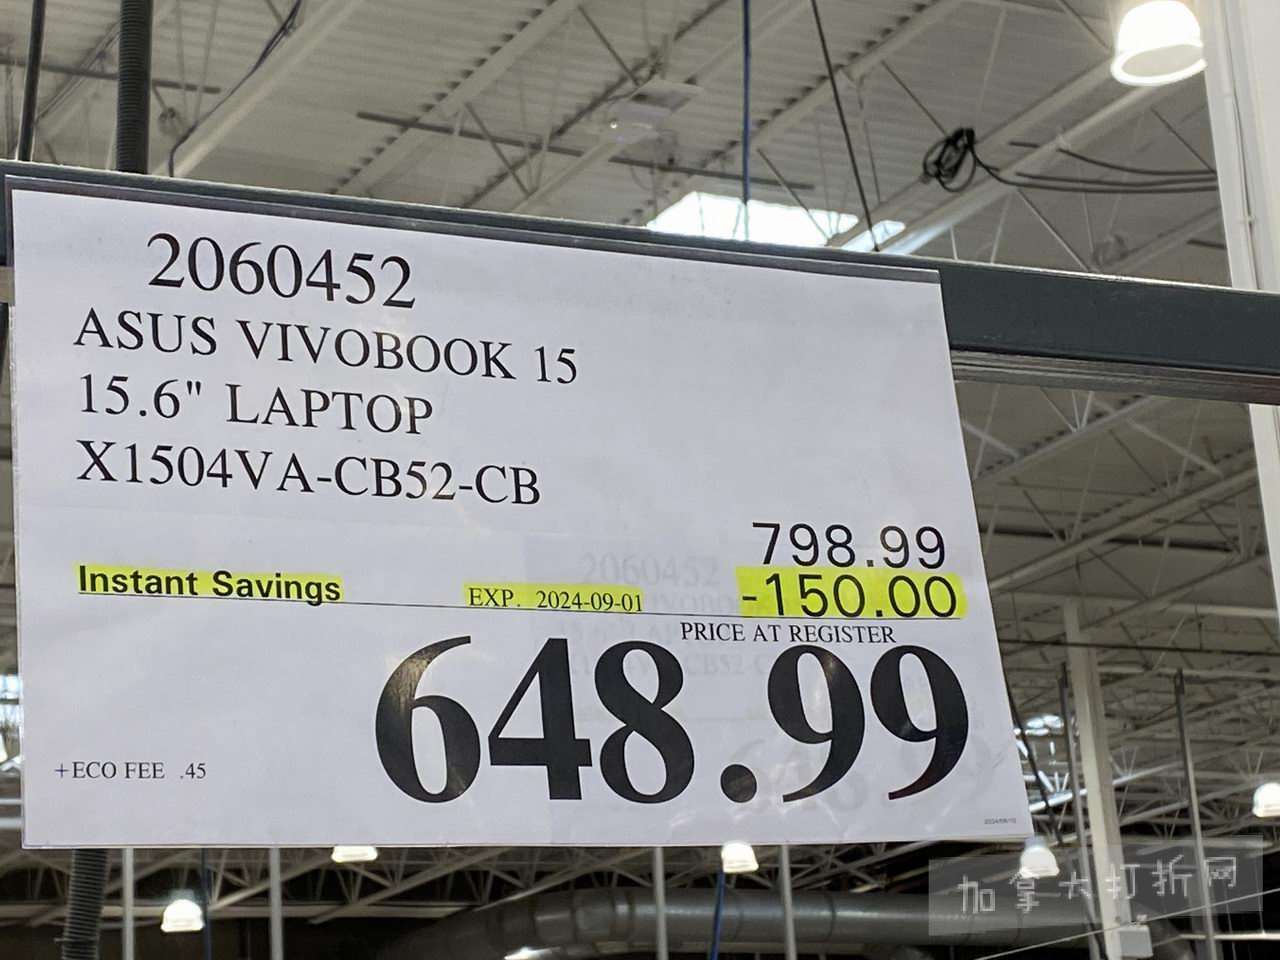 2060452
ASUS VIVOBOOK 15
15.6" LAPTOP
X1504VA-CB52-CB
798.99
Instant Savings EXP. 2024-09-01 -150.00
PRICE AT REGISTER
648.99
+ECO FEE .45
加拿大打折网